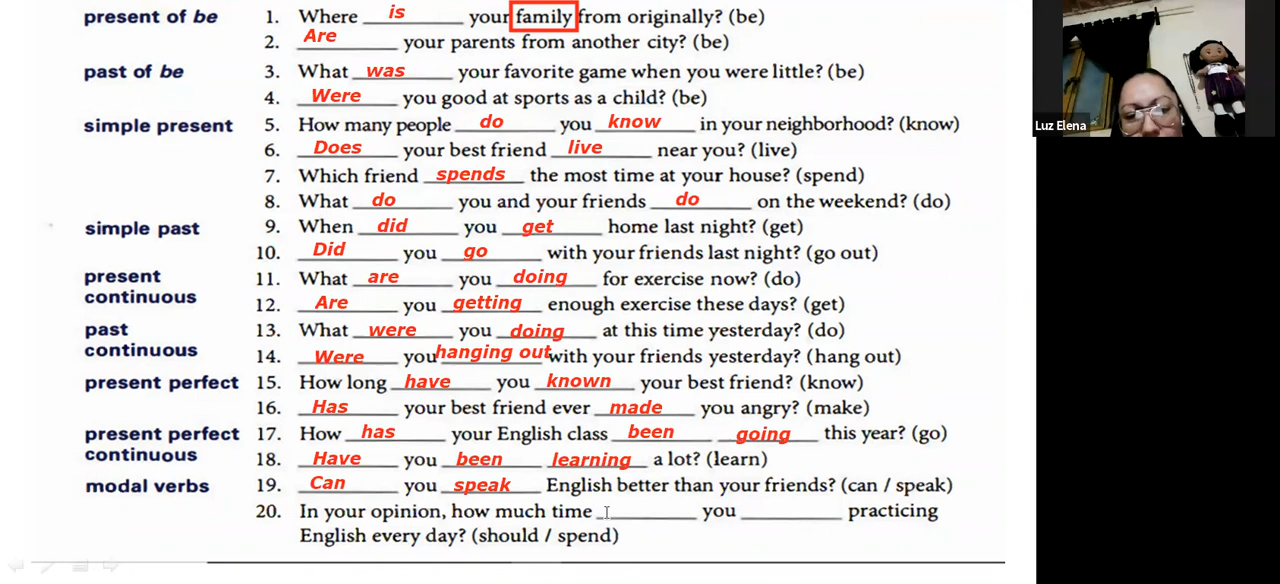 present of be 1. Where is your family from originally? (be)
2. Are your parents from another city? (be)
past of be 3. What was your favorite game when you were little? (be)
4. Were you good at sports as a child? (be)
simple present 5. How many people do you know in your neighborhood? (know)
6. Does your best friend live near you? (live)
7. Which friend spends the most time at your house? (spend)
8. What do you and your friends do on the weekend? (do)
simple past 9. When did you get home last night? (get)
10. Did you go with your friends last night? (go out)
present continuous 11. What are you doing for exercise now? (do)
12. Are you getting enough exercise these days? (get)
past continuous 13. What were you doing at this time yesterday? (do)
14. Were you hanging out with your friends yesterday? (hang out)
present perfect 15. How long have you known your best friend? (know)
16. Has your best friend ever made you angry? (make)
present perfect continuous 17. How has your English class been going this year? (go)
18. Have you been learning a lot? (learn)
modal verbs 19. Can you speak English better than your friends? (can / speak)
20. In your opinion, how much time ________ you ________ practicing
English every day? (should / spend)
Luz Elena